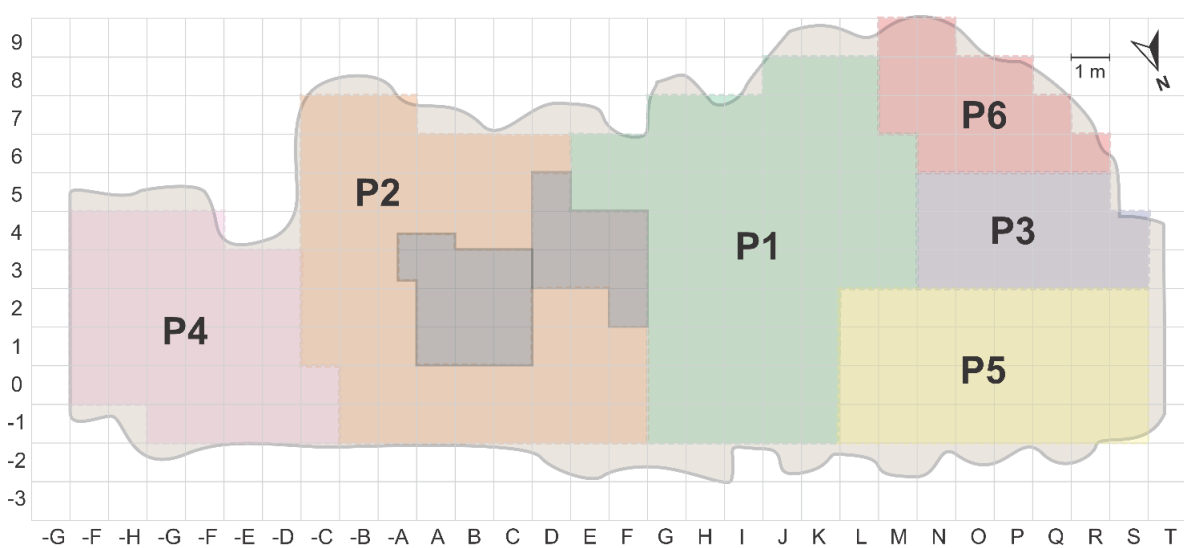 9
8
7
6
5
4
3
2
1
0
-1
-2
-3
1 m
N
P6
P2
P3
P1
P4
P5
-G -F -H -G -F -E -D -C -B -A A B C D E F G H I J K L M N O P Q R S T